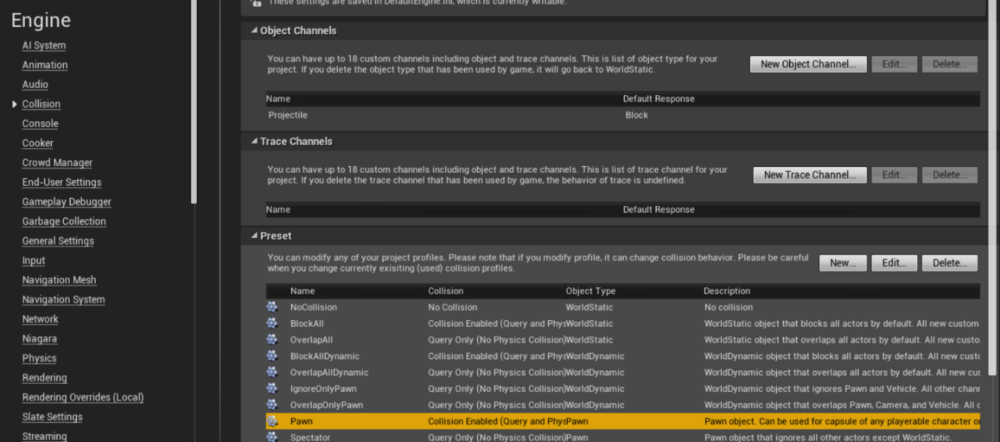 These settings are saved in DefaultEngine.ini, which is currently writable.
Engine
AI System
Animation
Audio
Collision
Console
Cooker
Crowd Manager
End-User Settings
Gameplay Debugger
Garbage Collection
General Settings
Input
Navigation Mesh
Navigation System
Network
Niagara
Physics
Rendering
Rendering Overrides (Local)
Slate Settings
Streaming
Object Channels
You can have up to 18 custom channels including object and trace channels. This is list of object type for your
project. If you delete the object type that has been used by game, it will go back to WorldStatic.
New Object Channel... Edit... Delete...
Name Default Response
Projectile Block
Trace Channels
You can have up to 18 custom channels including object and trace channels. This is list of trace channel for your
project. If you delete the trace channel that has been used by game, the behavior of trace is undefined.
New Trace Channel... Edit... Delete...
Name Default Response
Preset
You can modify any of your project profiles. Please note that if you modify profile, it can change collision behavior. Please be careful
when you change currently exisiting (used) collision profiles.
New... Edit... Delete...
Name Collision Object Type Description
NoCollision No Collision WorldStatic No collision
BlockAll Collision Enabled (Query and Phys WorldStatic WorldStatic object that blocks all actors by default. All new custom
OverlapAll Query Only (No Physics Collision) WorldStatic WorldStatic object that overlaps all actors by default. All new custo
BlockAllDynamic Collision Enabled (Query and Phys WorldDynamic WorldDynamic object that blocks all actors by default. All new custo
OverlapAllDynamic Query Only (No Physics Collision) WorldDynamic WorldDynamic object that overlaps all actors by default. All new cus
IgnoreOnlyPawn Query Only (No Physics Collision) WorldDynamic WorldDynamic object that ignores Pawn and Vehicle. All other chann
OverlapOnlyPawn Query Only (No Physics Collision) WorldDynamic WorldDynamic object that overlaps Pawn, Camera, and Vehicle. All o
Pawn Collision Enabled (Query and Phys Pawn Pawn object. Can be used for capsule of any playerable character o
Spectator Query Only (No Physics Collision) Pawn Pawn object that ignores all other actors except WorldStatic.